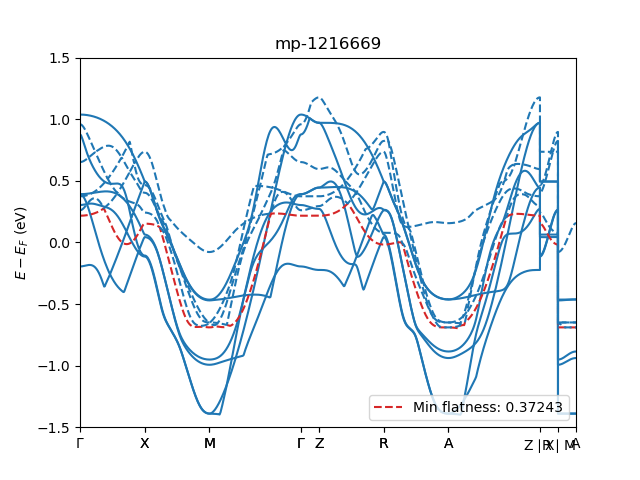 mp-1216669
E − E_F (eV)
1.5
1.0
0.5
0.0
−0.5
−1.0
−1.5
Min flatness: 0.37243
Γ X M Γ Z R A Z | R X | M A